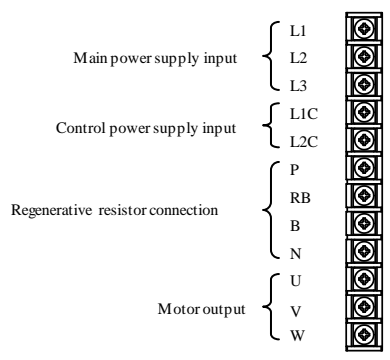 L1
Main power supply input L2
L3
L1C
Control power supply input
L2C
P
RB
Regenerative resistor connection
B
N
U
Motor output V
W